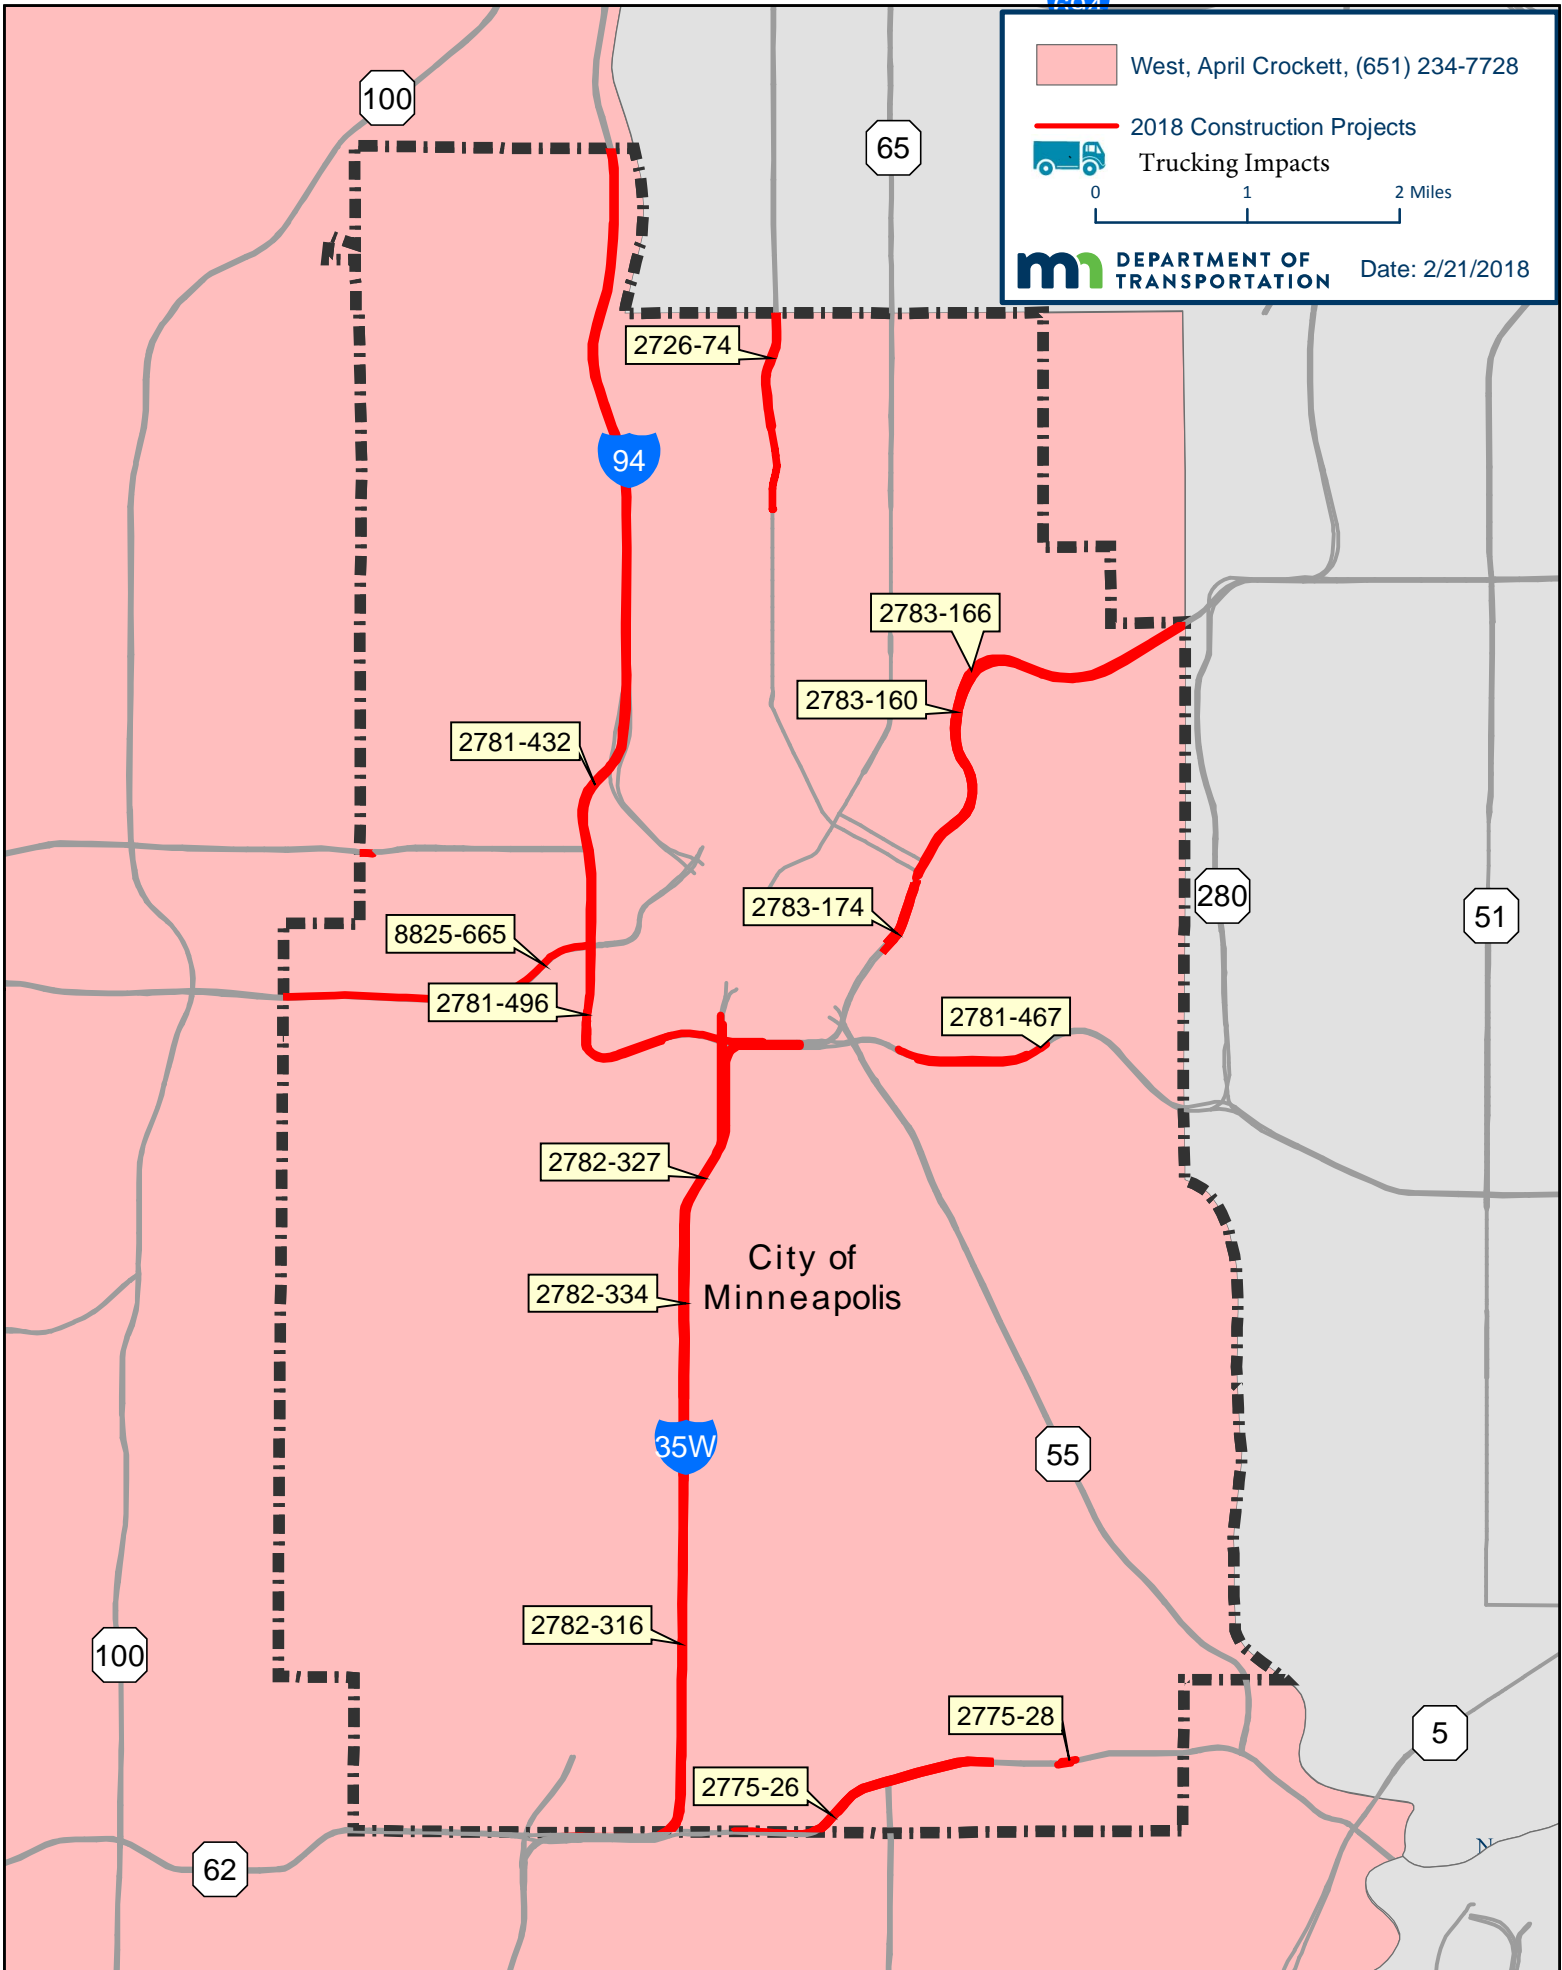 West, April Crockett, (651) 234-7728
2018 Construction Projects
Trucking Impacts
0 1 2 Miles
DEPARTMENT OF
TRANSPORTATION
Date: 2/21/2018
100
65
2726-74
94
2783-166
2783-160
2781-432
2783-174
280
51
8825-665
2781-496
2781-467
2782-327
City of
Minneapolis
2782-334
35W
55
2782-316
100
2775-28
5
2775-26
62
N